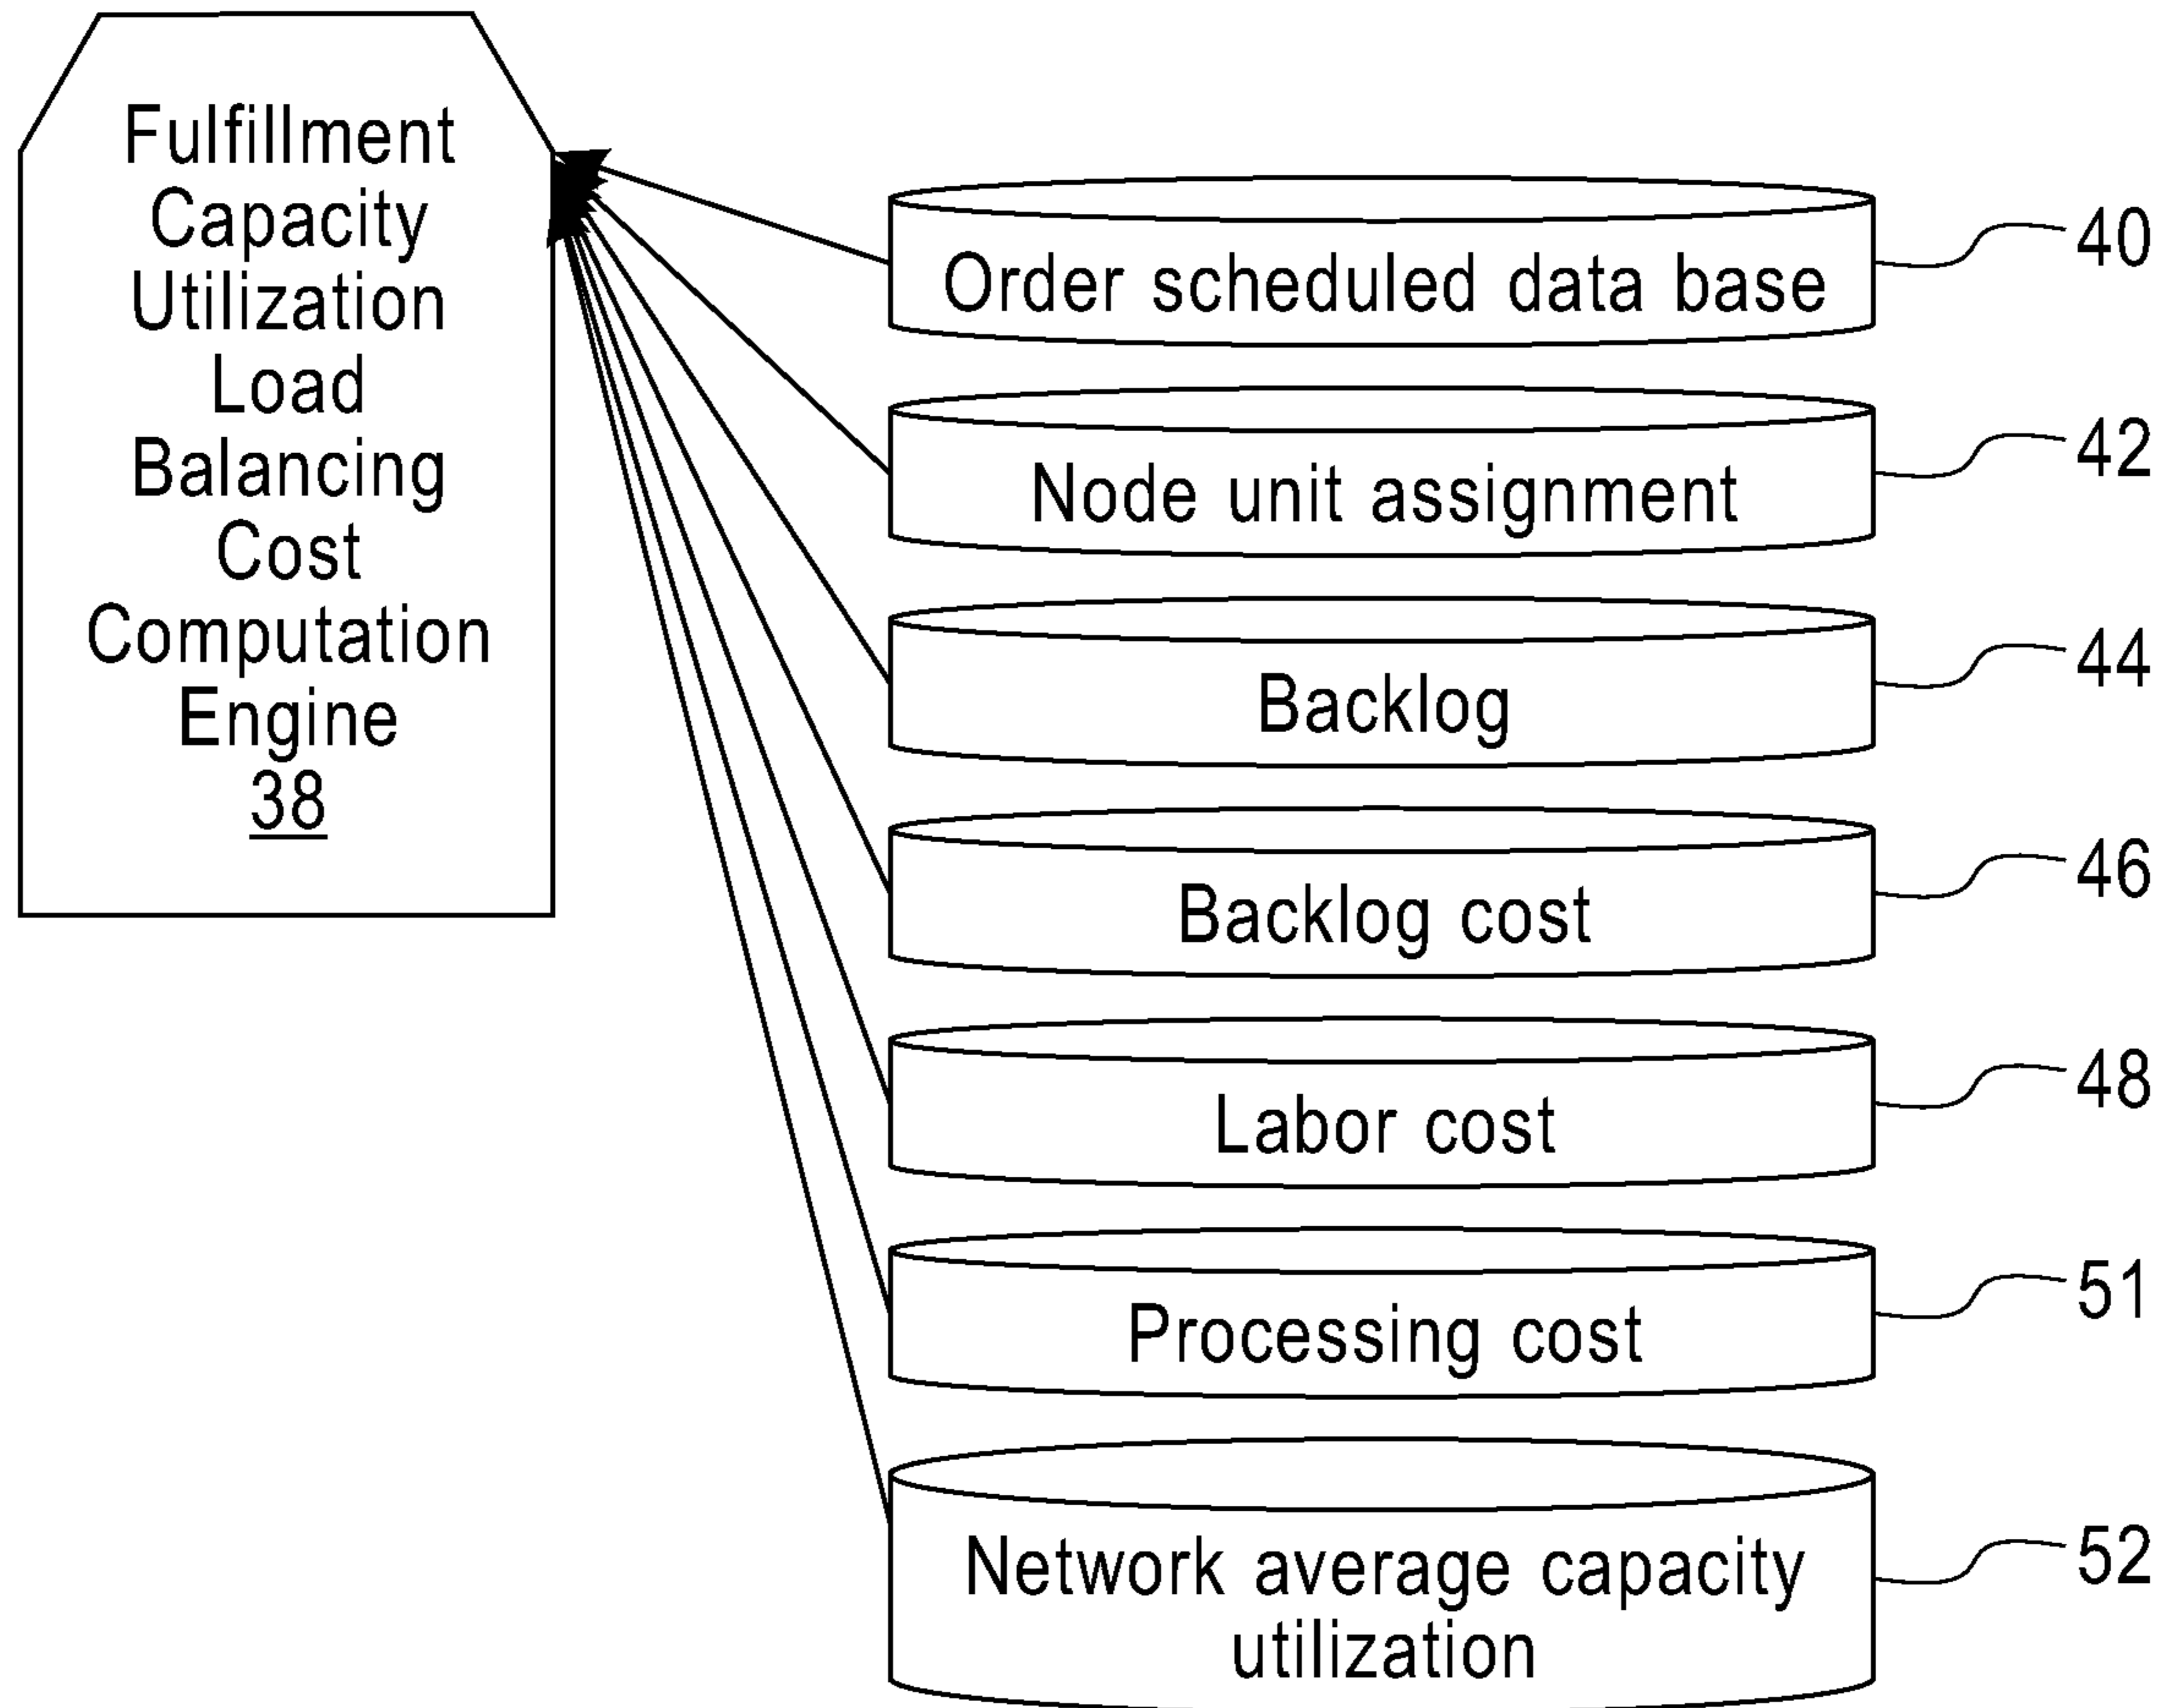 Fulfillment
Capacity
Utilization
Load
Balancing
Cost
Computation
Engine
38
Order scheduled data base
40
Node unit assignment
42
Backlog
44
Backlog cost
46
Labor cost
48
Processing cost
51
Network average capacity
utilization
52